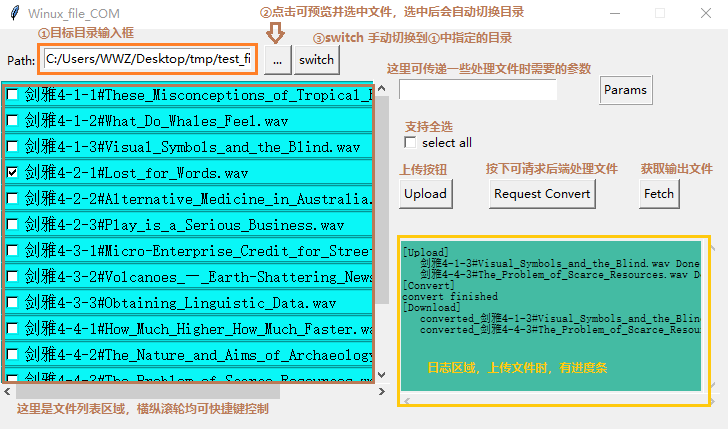 Winux_file_COM
②点击可预览并选中文件，选中后会自动切换目录
①目标目录输入框
③switch 手动切换到①中指定的目录
Path: C:/Users/WWZ/Desktop/tmp/test_fi ... switch
这里可传递一些处理文件时需要的参数
Params
剑雅4-1-1#These_Misconceptions_of_Tropical_
剑雅4-1-2#What_Do_Whales_Feel.wav
剑雅4-1-3#Visual_Symbols_and_the_Blind.wav
剑雅4-2-1#Lost_for_Words.wav
剑雅4-2-2#Alternative_Medicine_in_Australia.
剑雅4-2-3#Play_is_a_Serious_Business.wav
剑雅4-3-1#Micro-Enterprise_Credit_for_Street
剑雅4-3-2#Volcanoes_—_Earth-Shattering_News
剑雅4-3-3#Obtaining_Linguistic_Data.wav
剑雅4-4-1#How_Much_Higher_How_Much_Faster.wav
剑雅4-4-2#The_Nature_and_Aims_of_Archaeology
剑雅4-4-3#The_Problem_of_Scarce_Resources.wav
支持全选
select all
上传按钮 按下可请求后端处理文件 获取输出文件
Upload Request Convert Fetch
[Upload]
剑雅4-1-3#Visual_Symbols_and_the_Blind.wav Done
剑雅4-4-3#The_Problem_of_Scarce_Resources.wav Do
[Convert]
convert finished
[Download]
converted_剑雅4-1-3#Visual_Symbols_and_the_Blin
converted_剑雅4-4-3#The_Problem_of_Scarce_Resou
日志区域，上传文件时，有进度条
这里是文件列表区域，横纵滚轮均可快捷键控制